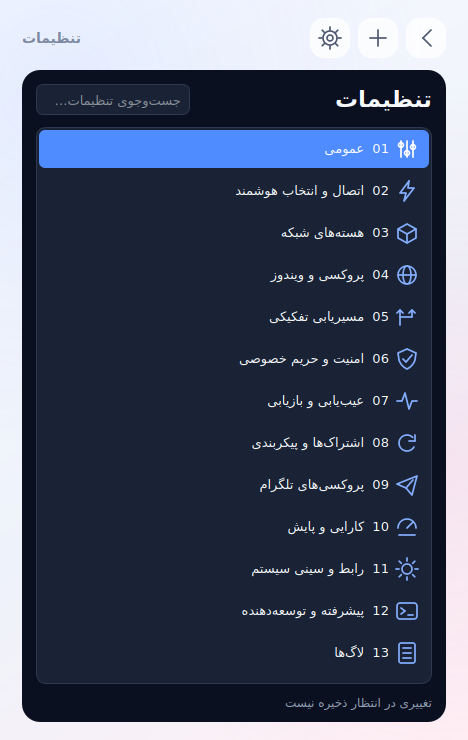 تنظیمات
تنظیمات
جست‌وجوی تنظیمات...
01 عمومی
02 اتصال و انتخاب هوشمند
03 هسته‌های شبکه
04 پروکسی و ویندوز
05 مسیریابی تفکیکی
06 امنیت و حریم خصوصی
07 عیب‌یابی و بازیابی
08 اشتراک‌ها و پیکربندی
09 پروکسی‌های تلگرام
10 کارایی و پایش
11 رابط و سینی سیستم
12 پیشرفته و توسعه‌دهنده
13 لاگ‌ها
تغییری در انتظار ذخیره نیست